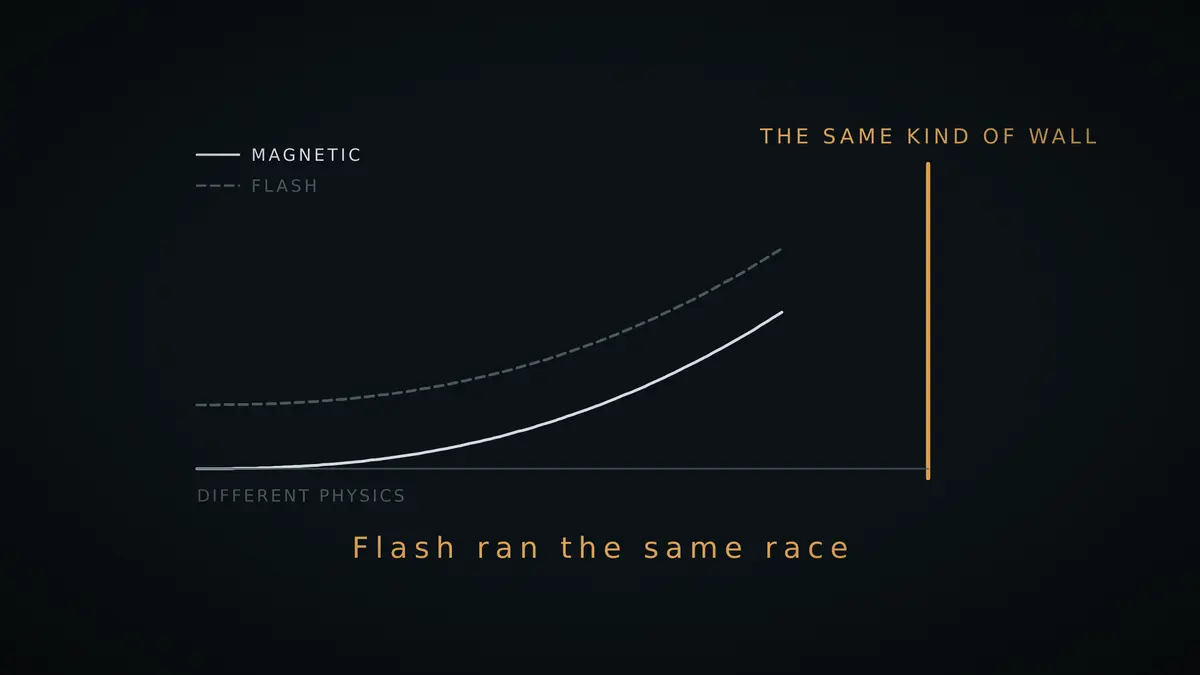 THE SAME KIND OF WALL
MAGNETIC
FLASH
DIFFERENT PHYSICS
Flash ran the same race